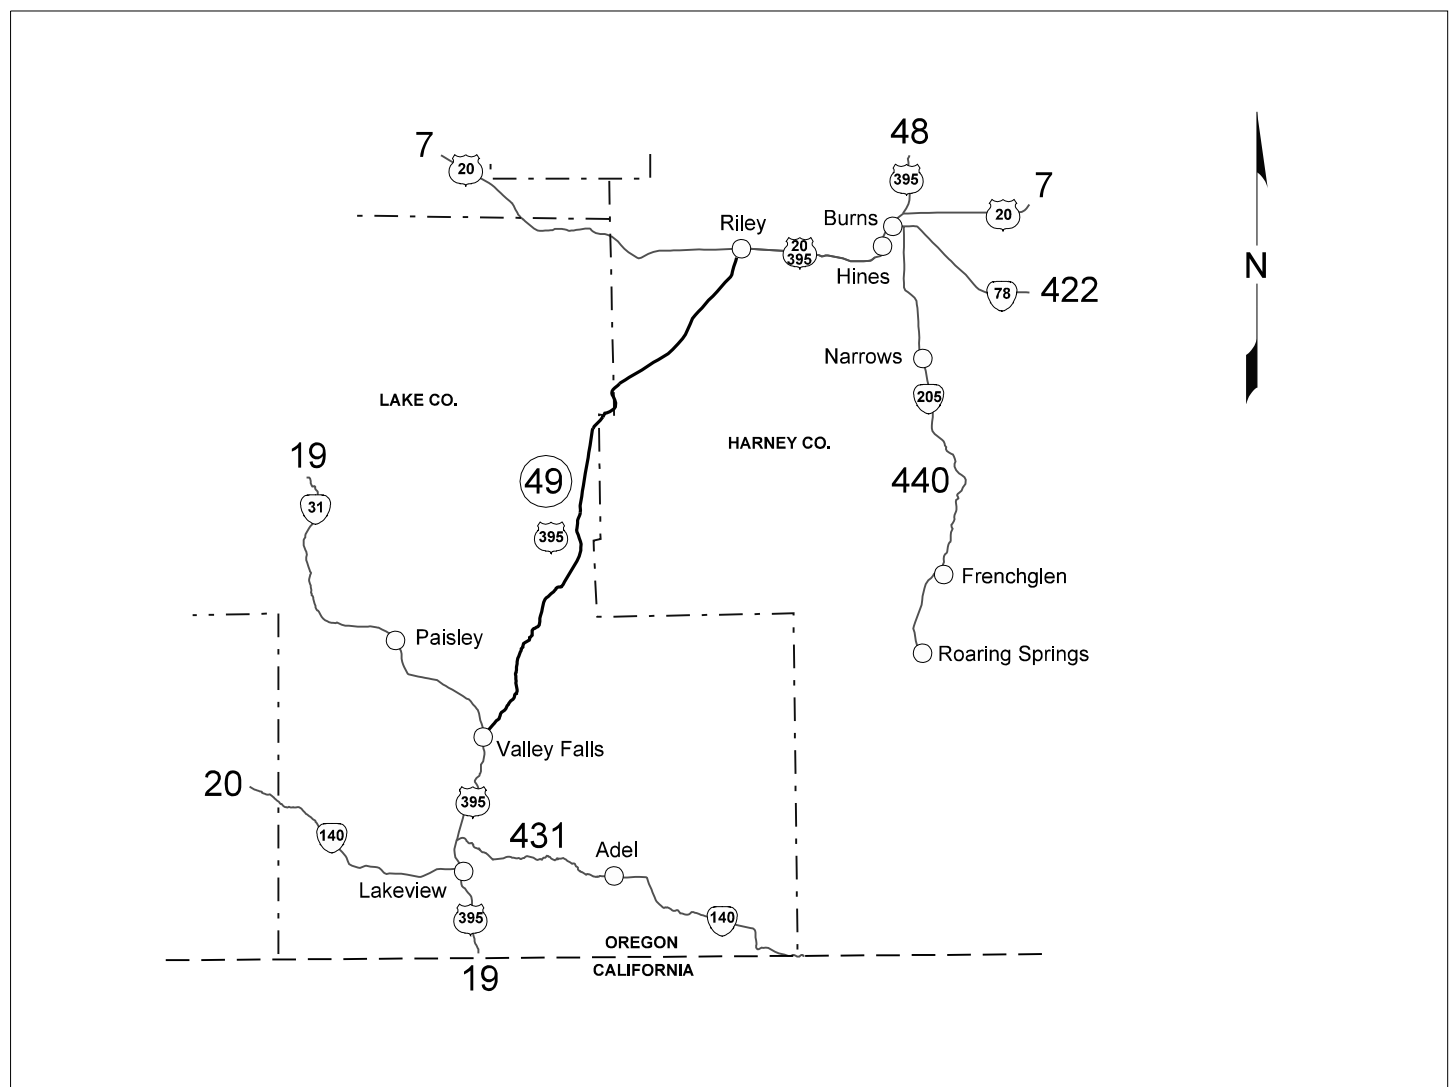 48
7
20
395
7
Riley
Burns
20
20
395
Hines
N
78
422
Narrows
205
LAKE CO.
HARNEY CO.
19
49
440
31
395
Frenchglen
Paisley
Roaring Springs
Valley Falls
20
395
140
431
Adel
Lakeview
395
140
OREGON
CALIFORNIA
19